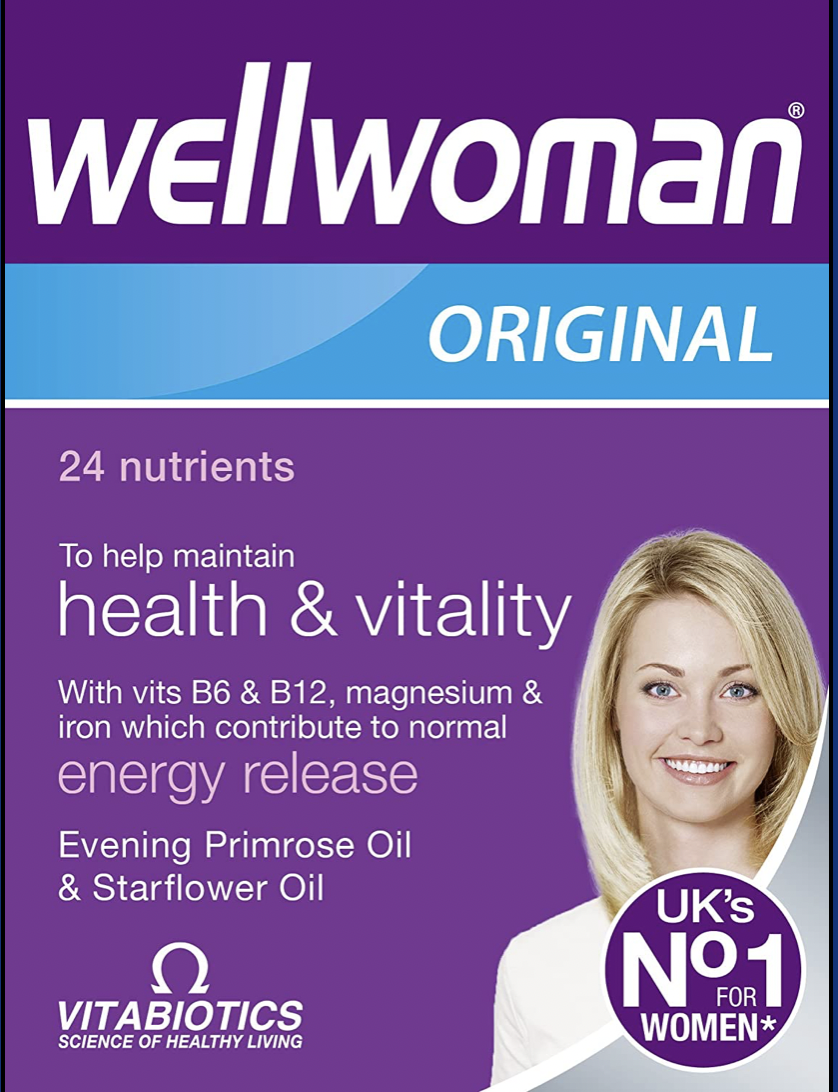 wellwoman®
ORIGINAL
24 nutrients
To help maintain
health & vitality
With vits B6 & B12, magnesium &
iron which contribute to normal
energy release
Evening Primrose Oil
& Starflower Oil
VITABIOTICS
SCIENCE OF HEALTHY LIVING
UK's
Nº1
FOR
WOMEN*